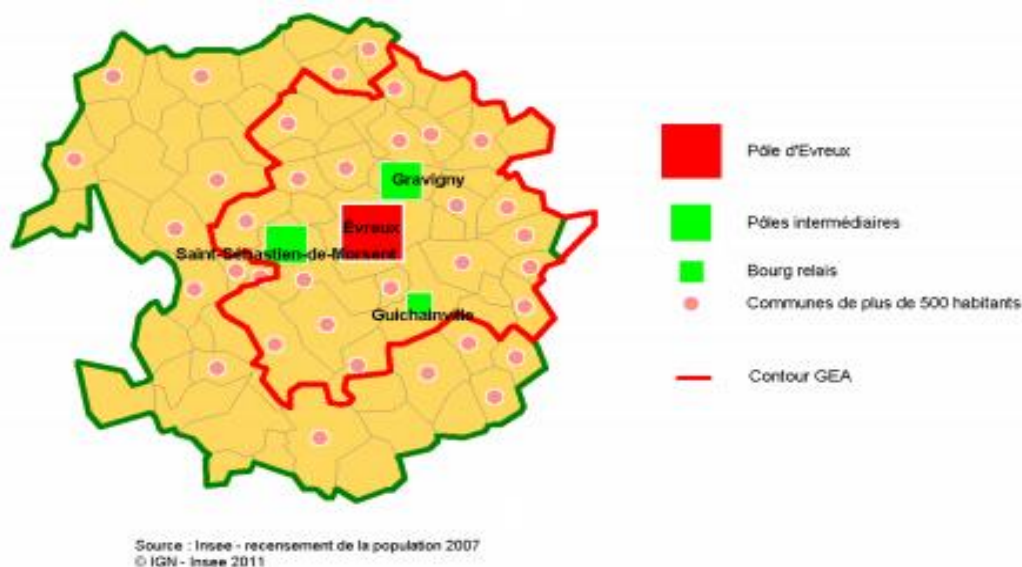 Gravigny
Évreux
Saint-Sébastien-de-Morsent
Guichainville
Pôle d'Evreux
Pôles intermédiaires
Bourg relais
Communes de plus de 500 habitants
Contour GEA
Source : Insee - recensement de la population 2007
© IGN - Insee 2011